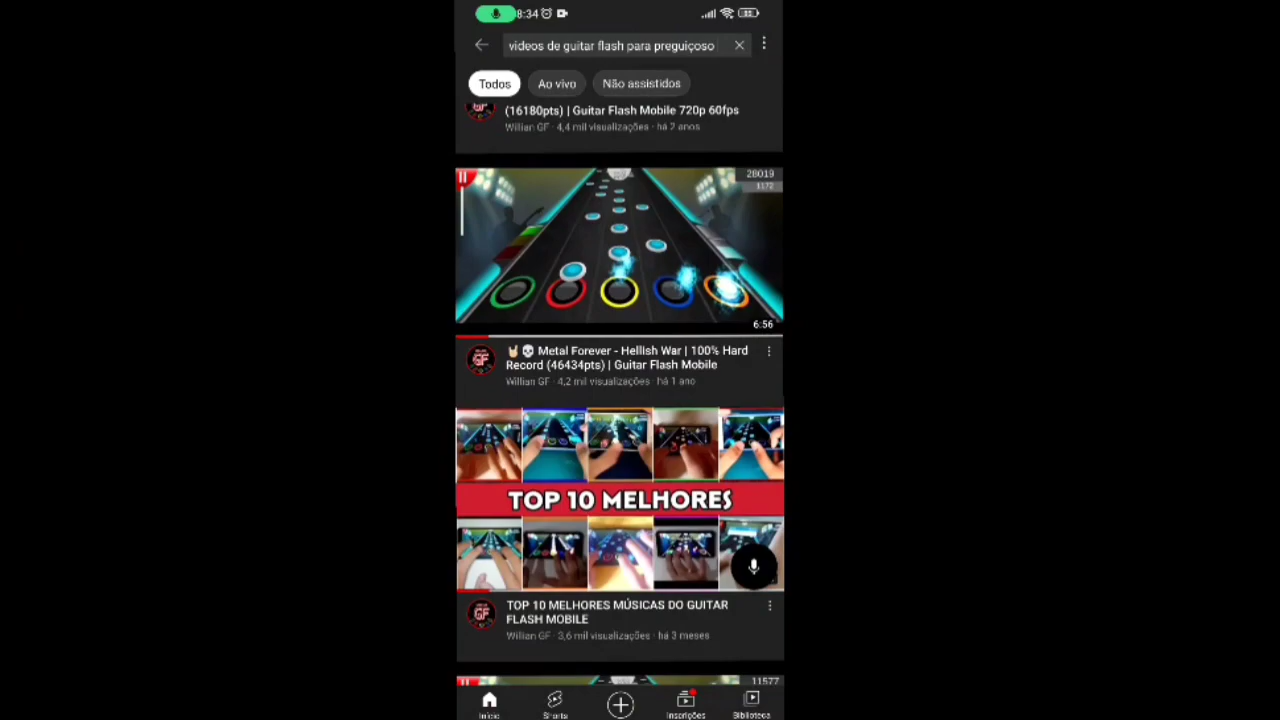 8:34
videos de guitar flash para preguiçoso
Todos
Ao vivo
Não assistidos
(16180pts) | Guitar Flash Mobile 720p 60fps
Willian GF · 4,4 mil visualizações · há 2 anos
28019
1172
6:56
🤘💀 Metal Forever - Hellish War | 100% Hard
Record (46434pts) | Guitar Flash Mobile
Willian GF · 4,2 mil visualizações · há 1 ano
TOP 10 MELHORES
GF
TOP 10 MELHORES MÚSICAS DO GUITAR
FLASH MOBILE
Willian GF · 3,6 mil visualizações · há 3 meses
11577
Início
Shorts
Inscrições
Biblioteca